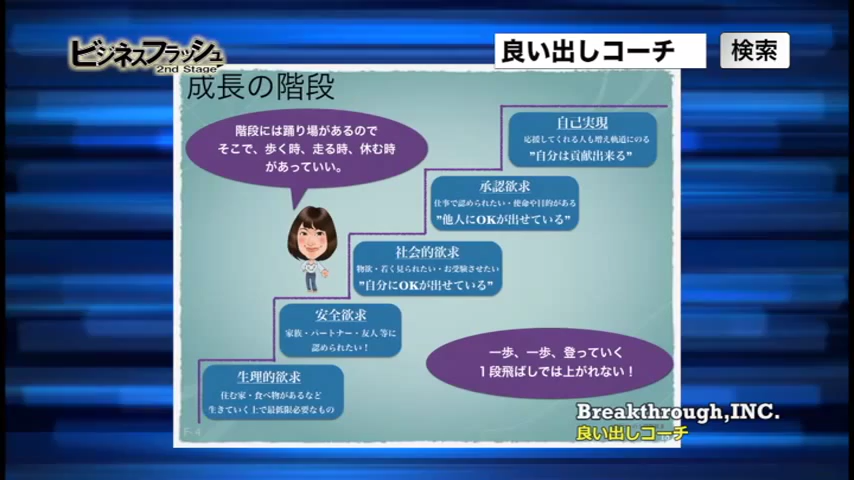 ビジネスフラッシュ
2nd Stage
良い出しコーチ
検索
成長の階段
階段には踊り場があるので
そこで、歩く時、走る時、休む時
があっていい。
自己実現
応援してくれる人も増え軌道にのる
"自分は貢献出来る"
承認欲求
仕事で認められたい・使命や目的がある
"他人にOKが出せている"
社会的欲求
物欲・若く見られたい・お受験させたい
"自分にOKが出せている"
安全欲求
家族・パートナー・友人 等に
認められたい！
生理的欲求
住む家・食べ物があるなど
生きていく上で最低限必要なもの
一歩、一歩、登っていく
１段飛ばしでは上がれない！
Breakthrough,INC.
良い出しコーチ